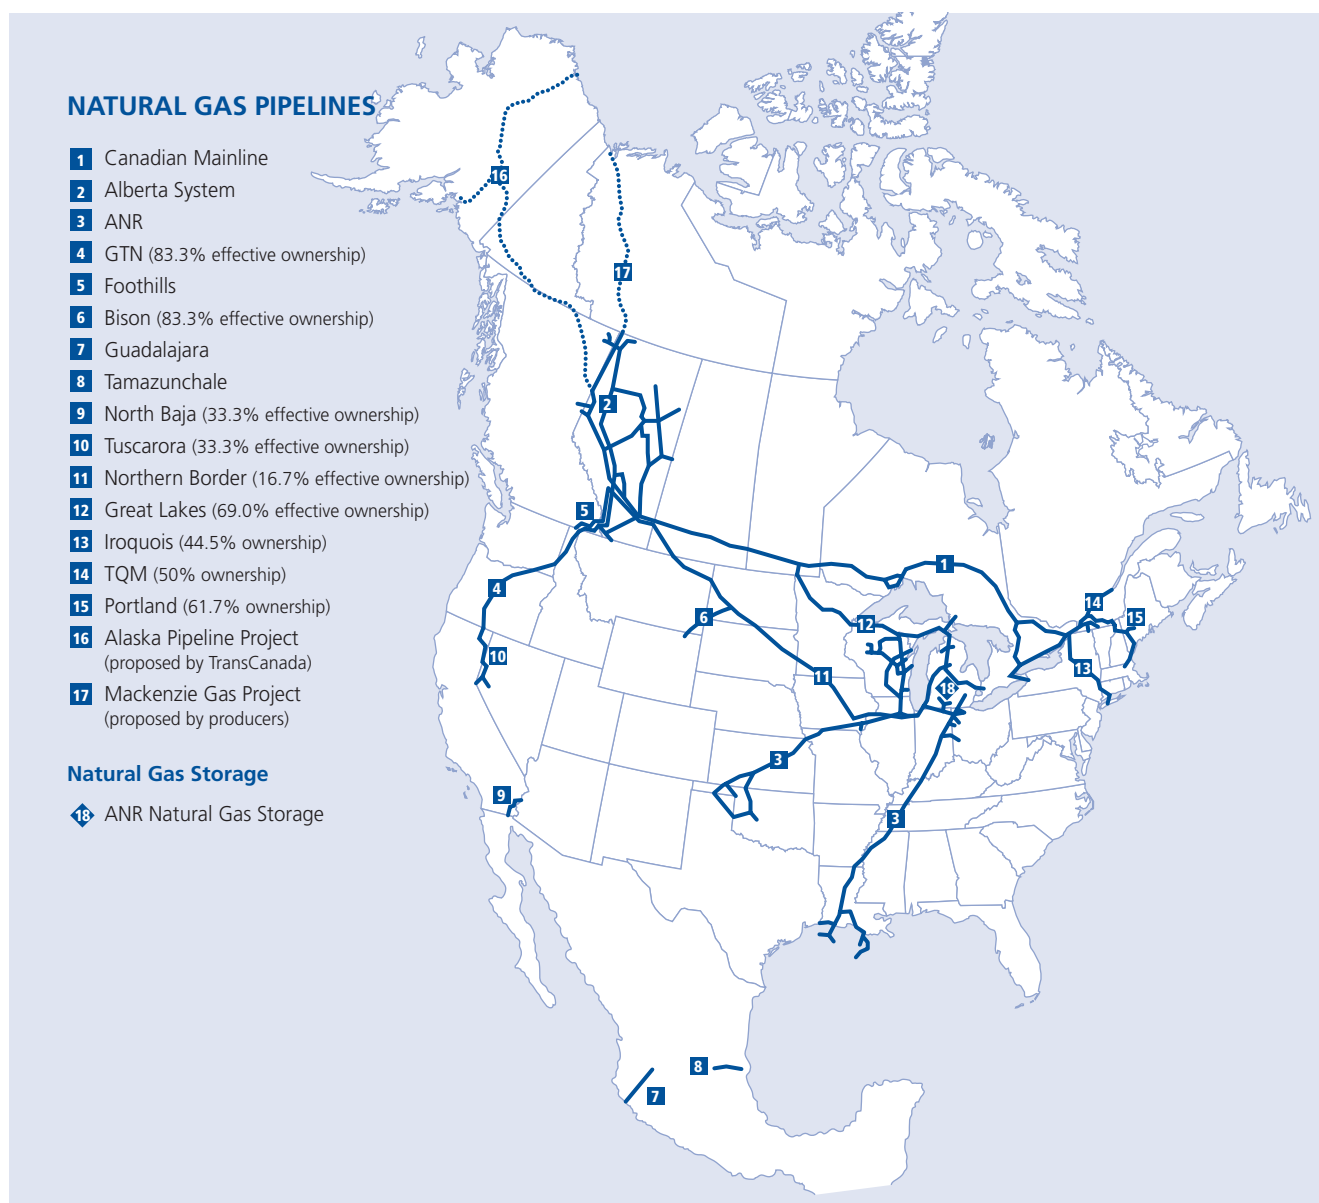 NATURAL GAS PIPELINES
1 Canadian Mainline
2 Alberta System
3 ANR
4 GTN (83.3% effective ownership)
5 Foothills
6 Bison (83.3% effective ownership)
7 Guadalajara
8 Tamazunchale
9 North Baja (33.3% effective ownership)
10 Tuscarora (33.3% effective ownership)
11 Northern Border (16.7% effective ownership)
12 Great Lakes (69.0% effective ownership)
13 Iroquois (44.5% ownership)
14 TQM (50% ownership)
15 Portland (61.7% ownership)
16 Alaska Pipeline Project
(proposed by TransCanada)
17 Mackenzie Gas Project
(proposed by producers)
Natural Gas Storage
18 ANR Natural Gas Storage
16
17
2
5
1
4
14
6
12
15
10
11
13
18
3
9
3
8
7